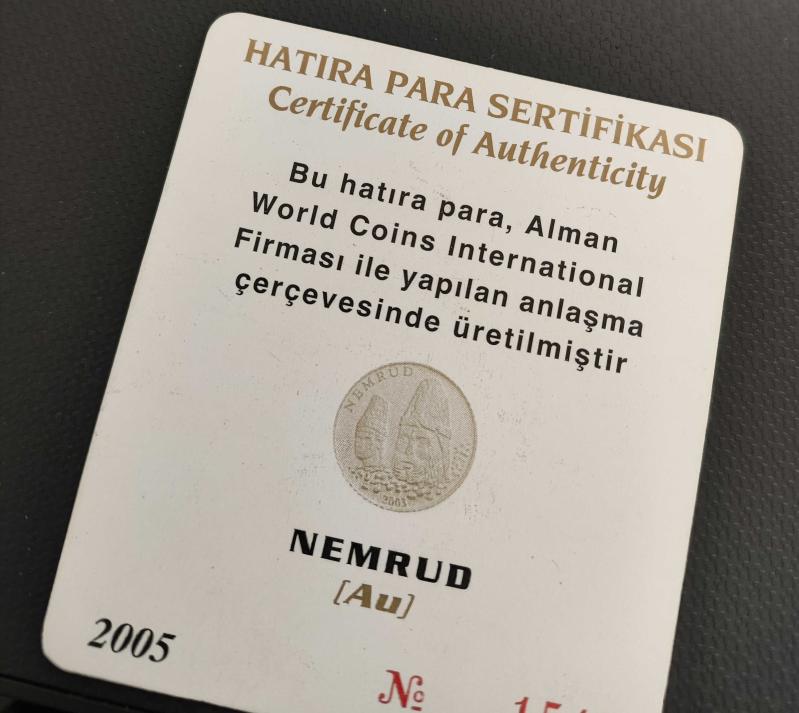 HATIRA PARA SERTİFİKASI
Certificate of Authenticity
Bu hatıra para, Alman
World Coins International
Firması ile yapılan anlaşma
çerçevesinde üretilmiştir
NEMRUD
2003
NEMRUD
[Au]
2005
№